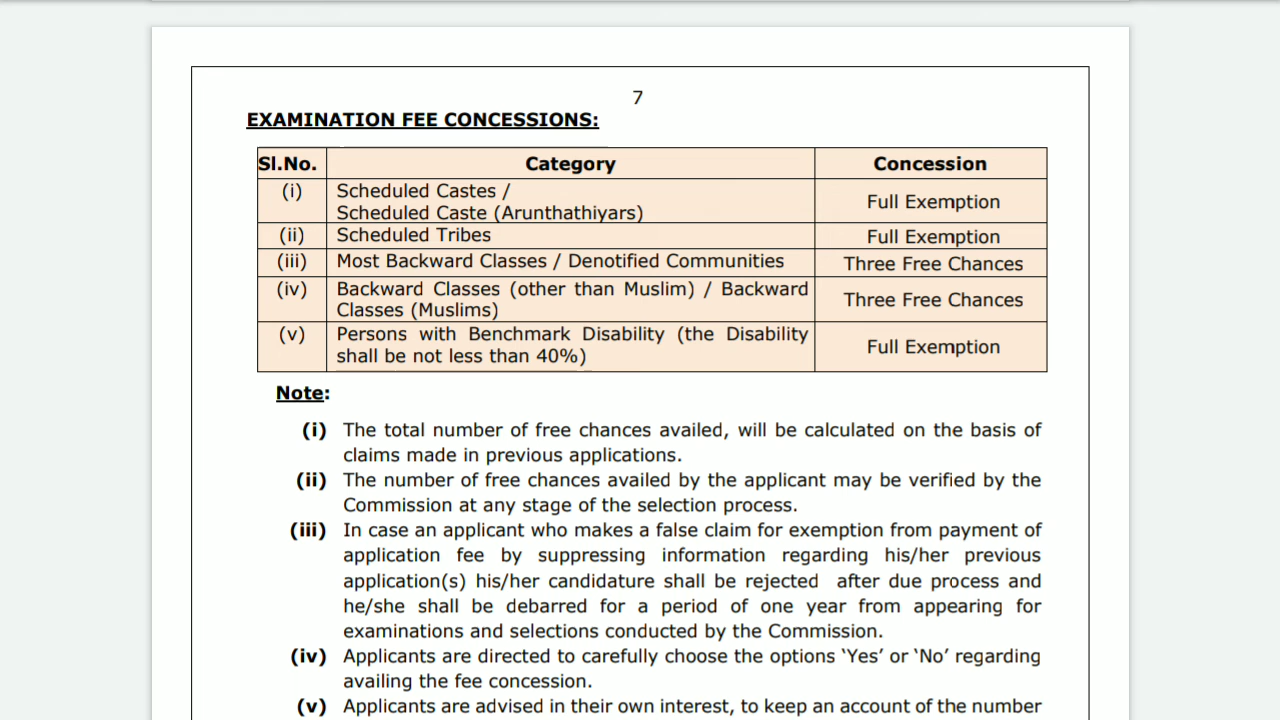 7
EXAMINATION FEE CONCESSIONS:
Sl.No. Category Concession
(i) Scheduled Castes /
Scheduled Caste (Arunthathiyars) Full Exemption
(ii) Scheduled Tribes Full Exemption
(iii) Most Backward Classes / Denotified Communities Three Free Chances
(iv) Backward Classes (other than Muslim) / Backward
Classes (Muslims) Three Free Chances
(v) Persons with Benchmark Disability (the Disability
shall be not less than 40%) Full Exemption
Note:
(i) The total number of free chances availed, will be calculated on the basis of
claims made in previous applications.
(ii) The number of free chances availed by the applicant may be verified by the
Commission at any stage of the selection process.
(iii) In case an applicant who makes a false claim for exemption from payment of
application fee by suppressing information regarding his/her previous
application(s) his/her candidature shall be rejected after due process and
he/she shall be debarred for a period of one year from appearing for
examinations and selections conducted by the Commission.
(iv) Applicants are directed to carefully choose the options ‘Yes’ or ‘No’ regarding
availing the fee concession.
(v) Applicants are advised in their own interest, to keep an account of the number